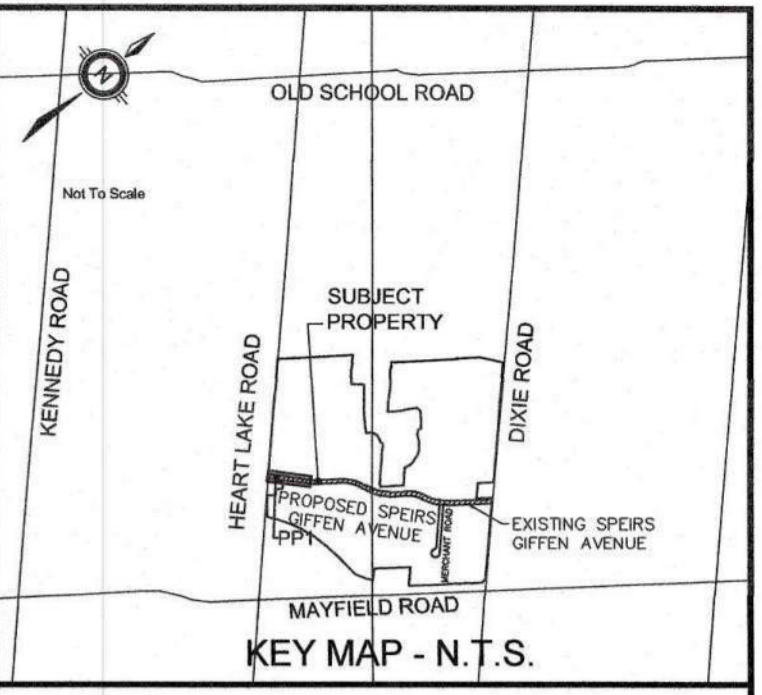 N
OLD SCHOOL ROAD
Not To Scale
KENNEDY ROAD
HEART LAKE ROAD
SUBJECT
PROPERTY
DIXIE ROAD
PROPOSED SPEIRS
GIFFEN AVENUE
PP1
MERCHANT ROAD
EXISTING SPEIRS
GIFFEN AVENUE
MAYFIELD ROAD
KEY MAP - N.T.S.